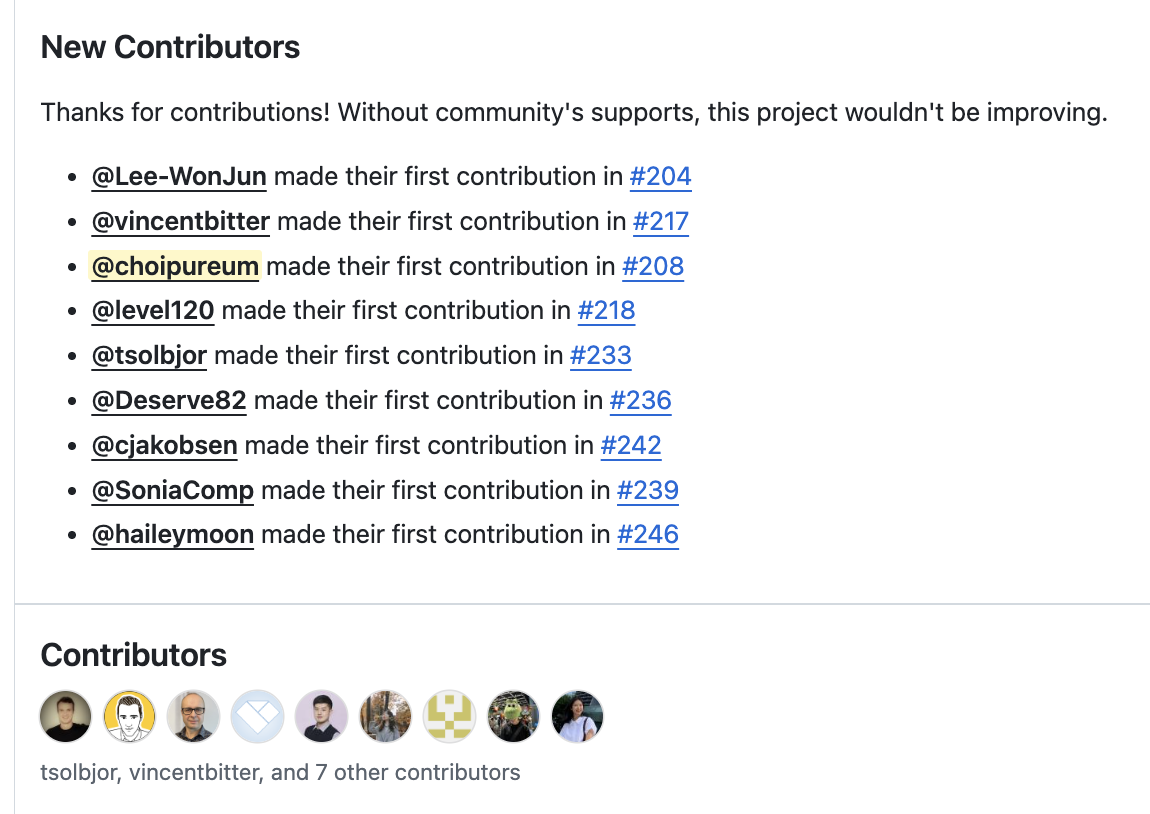 New Contributors
Thanks for contributions! Without community's supports, this project wouldn't be improving.
• @Lee-WonJun made their first contribution in #204
• @vincentbitter made their first contribution in #217
• @choipureum made their first contribution in #208
• @level120 made their first contribution in #218
• @tsolbjor made their first contribution in #233
• @Deserve82 made their first contribution in #236
• @cjakobsen made their first contribution in #242
• @SoniaComp made their first contribution in #239
• @haileymoon made their first contribution in #246
Contributors
tsolbjor, vincentbitter, and 7 other contributors